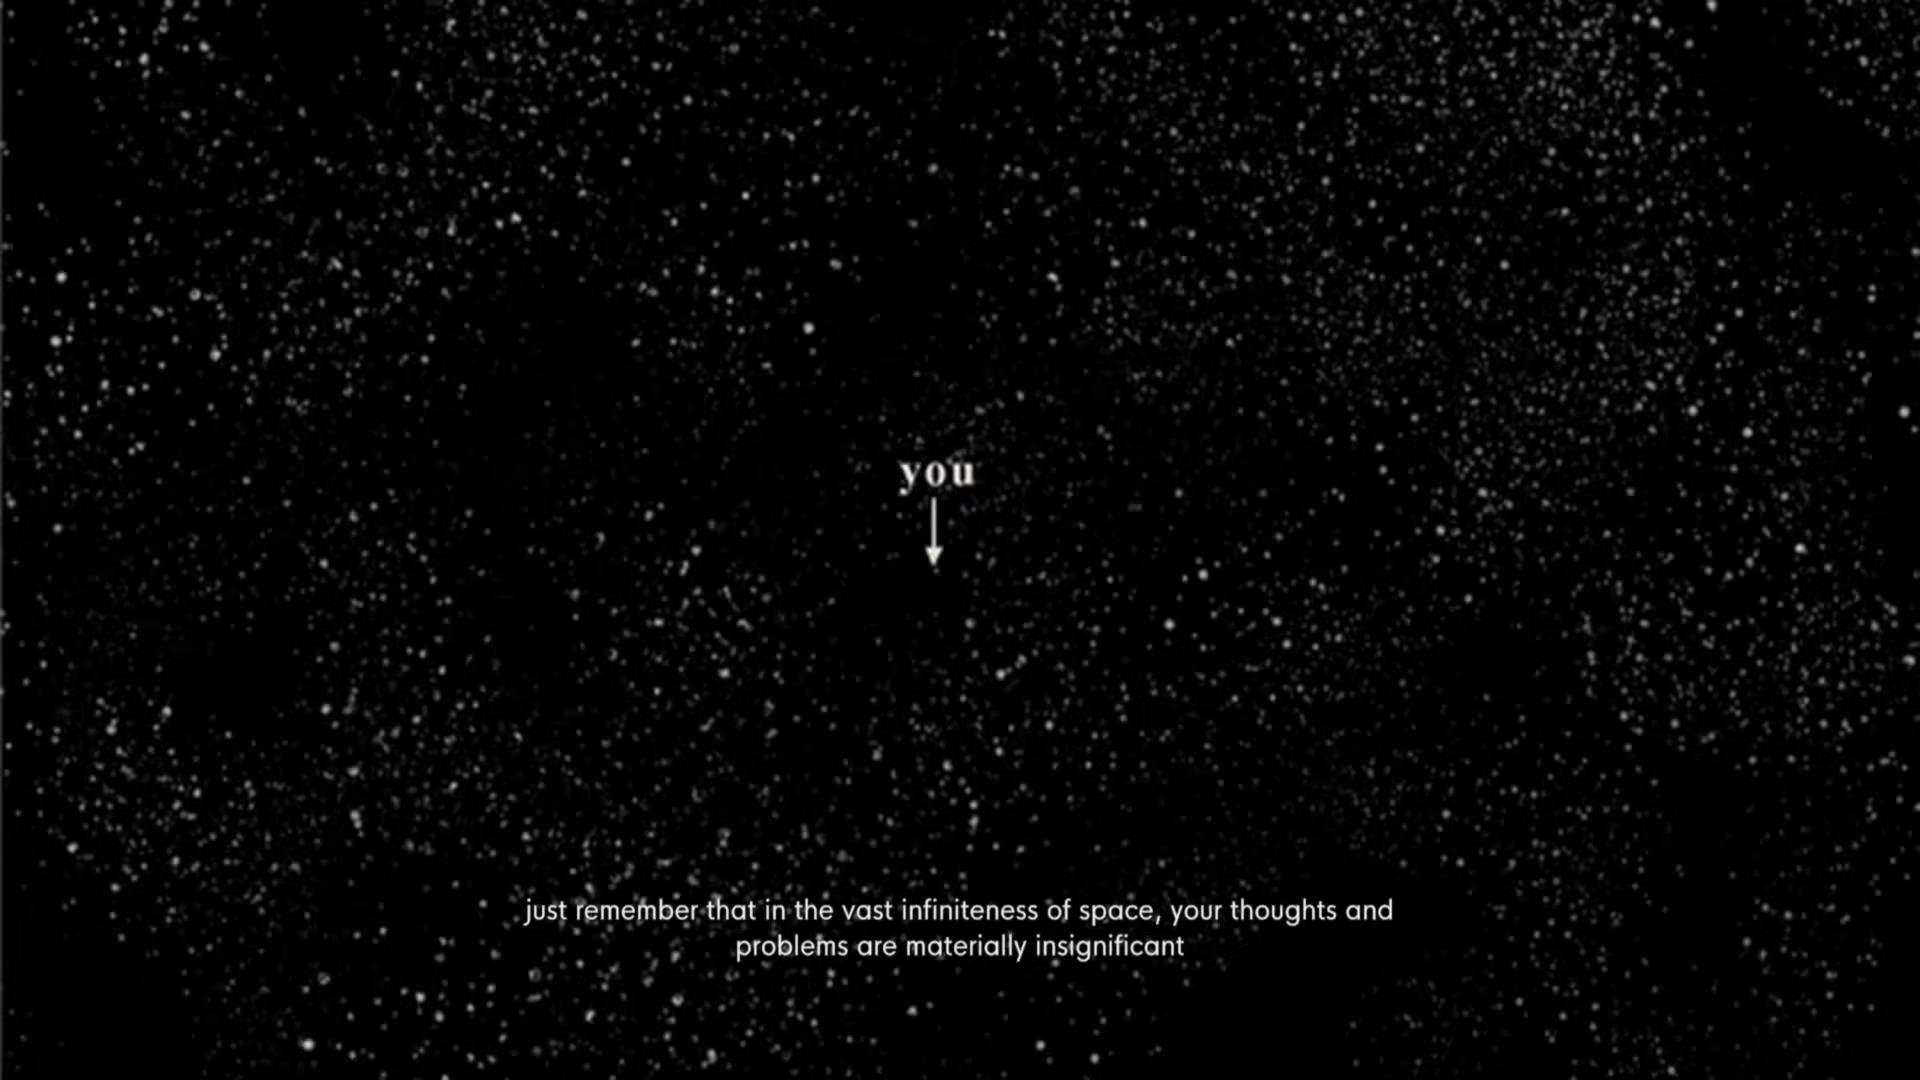 you
just remember that in the vast infiniteness of space, your thoughts and
problems are materially insignificant